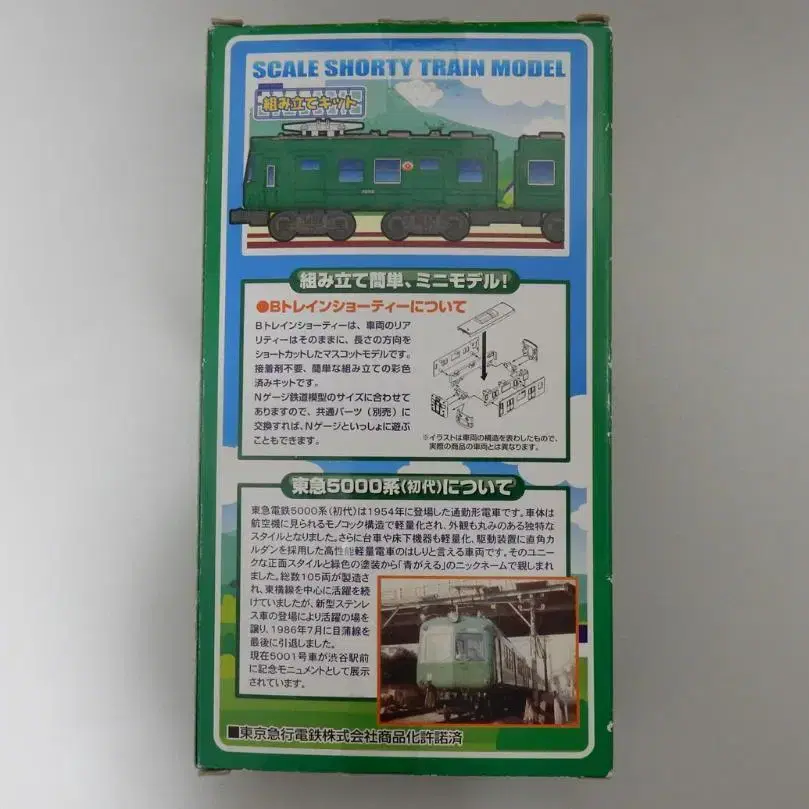 SCALE SHORTY TRAIN MODEL
組み立てキット
組み立て簡単、ミニモデル!
●Bトレインショーティーについて
Bトレインショーティーは、車両のリア
リティーはそのままに、長さの方向を
ショートカットしたマスコットモデルです。
接着剤不要、簡単な組み立ての彩色
済みキットです。
Nゲージ鉄道模型のサイズに合わせて
ありますので、共通パーツ(別売)に
交換すれば、Nゲージといっしょに遊ぶ
こともできます。
※イラストは車両の構造を表わしたもので、
実際の商品の車両とは異なります。
東急5000系(初代)について
東急電鉄5000系(初代)は1954年に登場した通勤形電車です。車体は
航空機に見られるモノコック構造で軽量化され、外観も丸みのある独特な
スタイルとなりました。さらに台車や床下機器も軽量化、駆動装置に直角カ
ルダンを採用した高性能軽量電車のはしりと言える車両です。そのユニー
クな正面スタイルと緑色の塗装から「青がえる」のニックネームで親しまれ
ました。総数105両が製造さ
れ、東横線を中心に活躍を続
けていましたが、新型ステンレ
ス車の登場により活躍の場を
譲り、1986年7月に目蒲線を
最後に引退しました。
現在5001号車が渋谷駅前
に記念モニュメントとして展示
されています。
■東京急行電鉄株式会社商品化許諾済